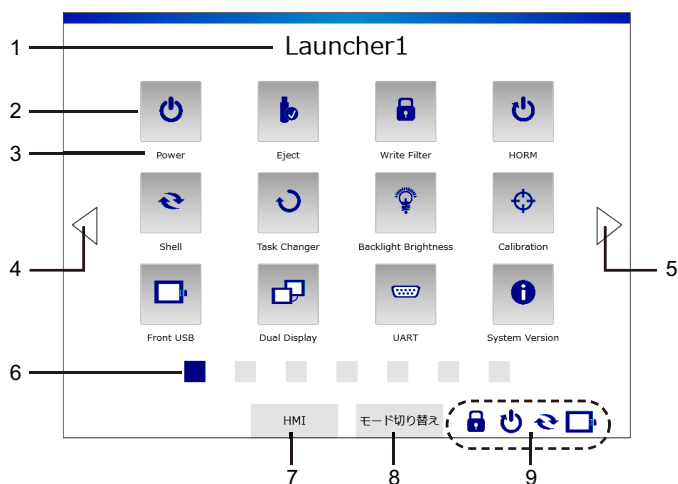 1
Launcher1
2
3
Power
Eject
Write Filter
HORM
4
Shell
Task Changer
Backlight Brightness
Calibration
5
Front USB
Dual Display
UART
System Version
6
HMI
モード切り替え
7
8
9